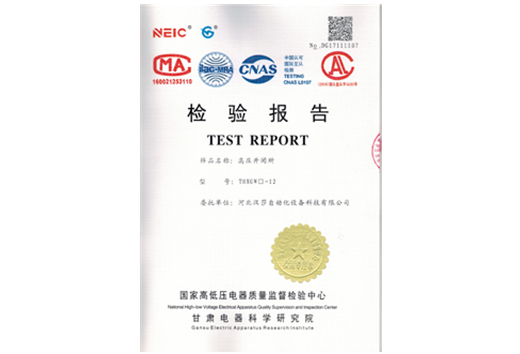 NEIC
No.DG17111107
MA
160021253110
ilac-MRA
CNAS
中国认可
国际互认
检测
TESTING
CNAS L0107
CAL
检验报告
TEST REPORT
样品名称:高压开闭所
型 号:THXGW□-12
委托单位:河北汉莎自动化设备科技有限公司
国家高低压电器质量监督检验中心
National High-low Voltage Electrical Apparatus Quality Supervision and Inspection Center
甘肃电器科学研究院
Gansu Electric Apparatus Research Institute